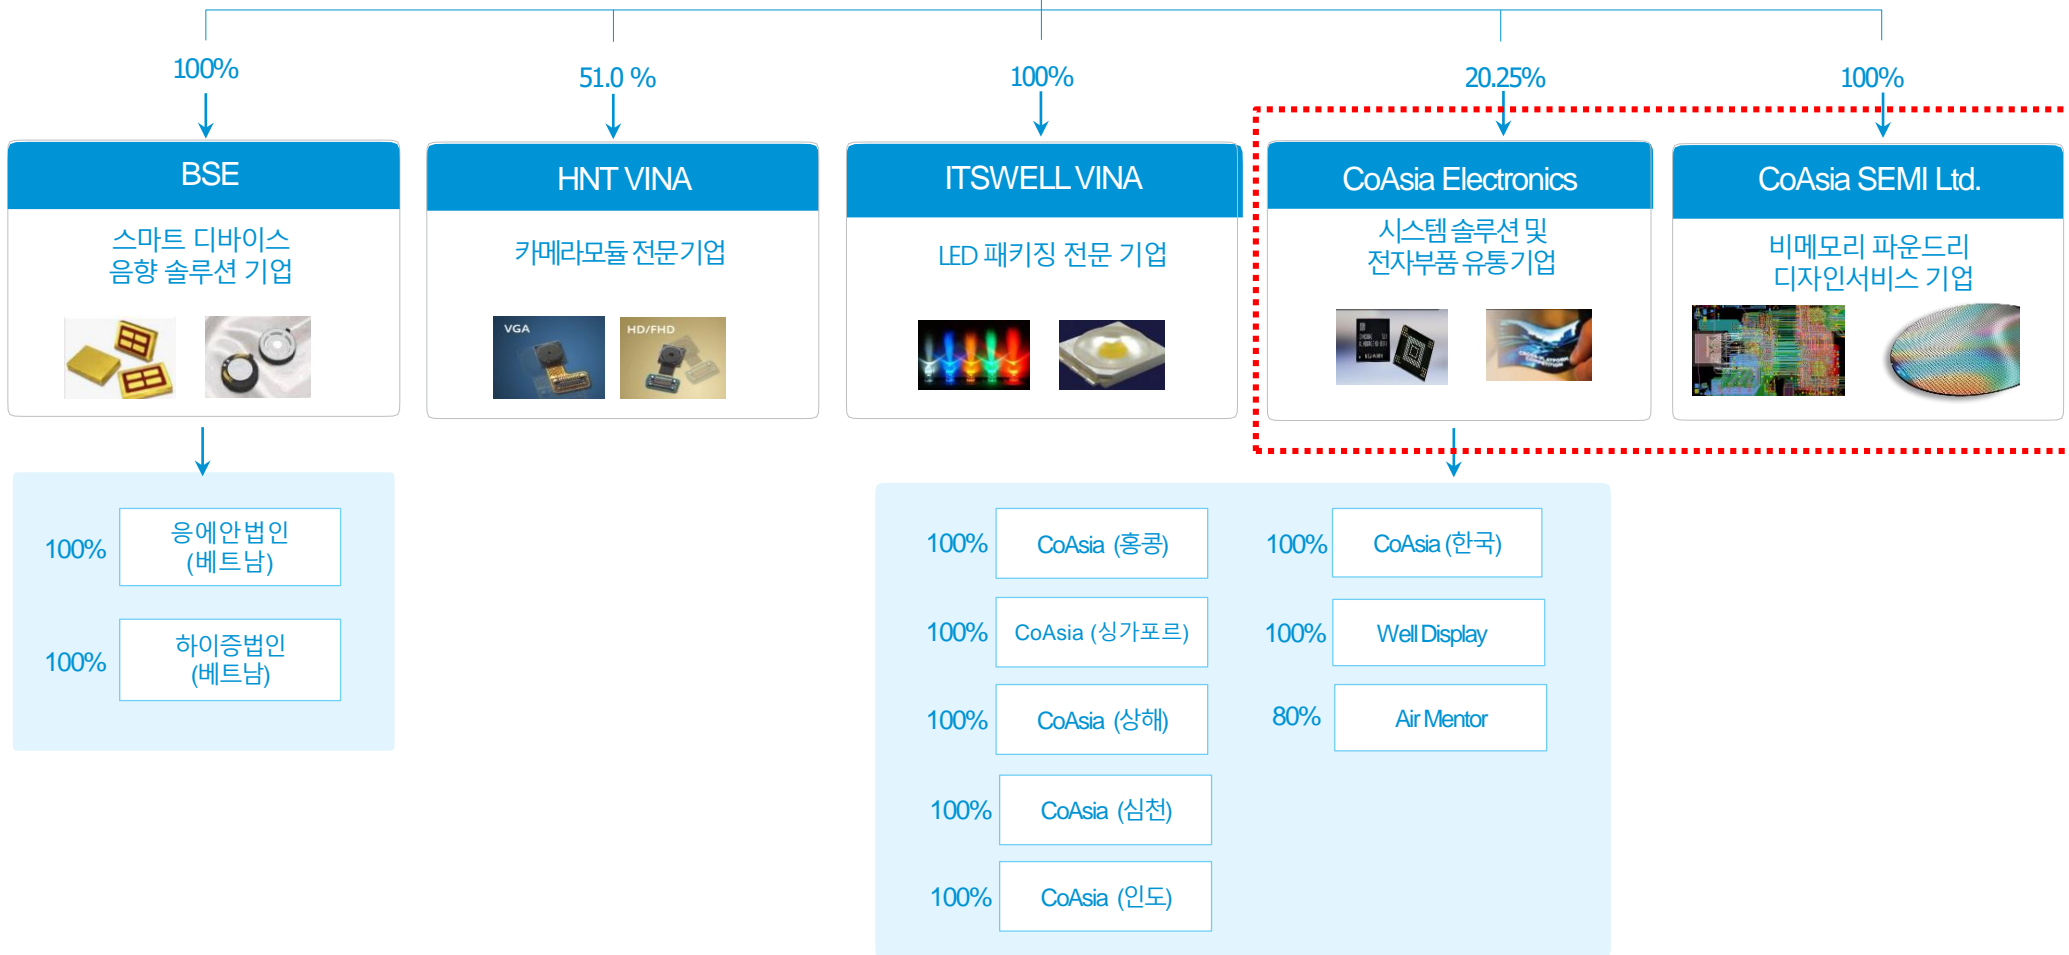 100%
51.0 %
100%
20.25%
100%
BSE
스마트 디바이스
음향 솔루션 기업
HNT VINA
카메라모듈 전문기업
VGA
HD/FHD
ITSWELL VINA
LED 패키징 전문 기업
CoAsia Electronics
시스템 솔루션 및
전자부품 유통기업
CoAsia SEMI Ltd.
비메모리 파운드리
디자인서비스 기업
100%
응에안법인
(베트남)
100%
하이증법인
(베트남)
100%
CoAsia (홍콩)
100%
CoAsia (한국)
100%
CoAsia (싱가포르)
100%
Well Display
100%
CoAsia (상해)
80%
Air Mentor
100%
CoAsia (심천)
100%
CoAsia (인도)